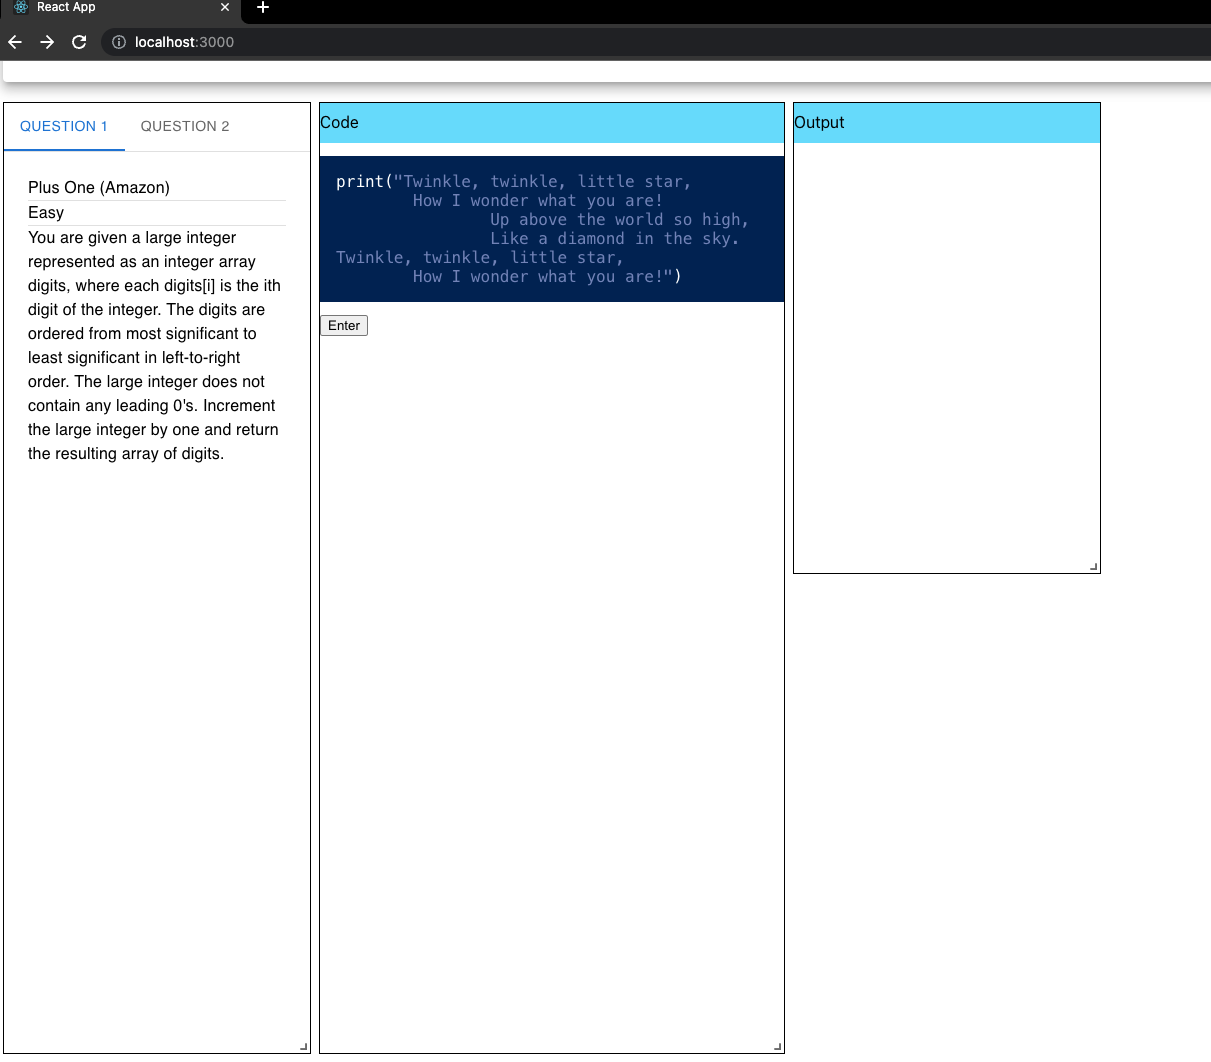 React App
localhost:3000
QUESTION 1 QUESTION 2
Plus One (Amazon)
Easy
You are given a large integer
represented as an integer array
digits, where each digits[i] is the ith
digit of the integer. The digits are
ordered from most significant to
least significant in left-to-right
order. The large integer does not
contain any leading 0's. Increment
the large integer by one and return
the resulting array of digits.
Code
print("Twinkle, twinkle, little star,
        How I wonder what you are!
                Up above the world so high,
                Like a diamond in the sky.
Twinkle, twinkle, little star,
        How I wonder what you are!")
Enter
Output